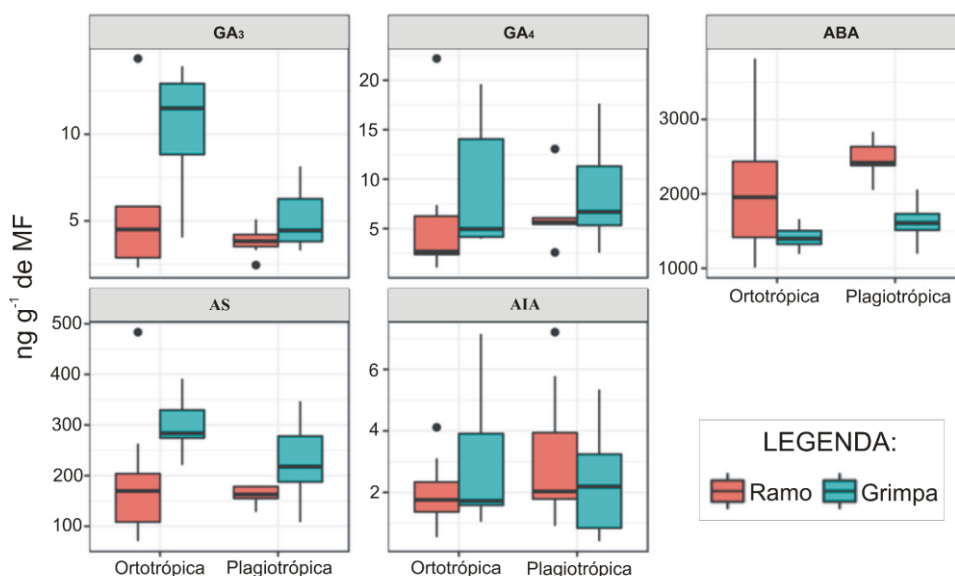 GA₃
GA₄
ABA
ng g⁻¹ de MF
10
5
20
15
10
5
3000
2000
1000
Ortotrópica
Plagiotrópica
AS
AIA
500
400
300
200
100
6
4
2
Ortotrópica
Plagiotrópica
Ortotrópica
Plagiotrópica
LEGENDA:
Ramo
Grimpa